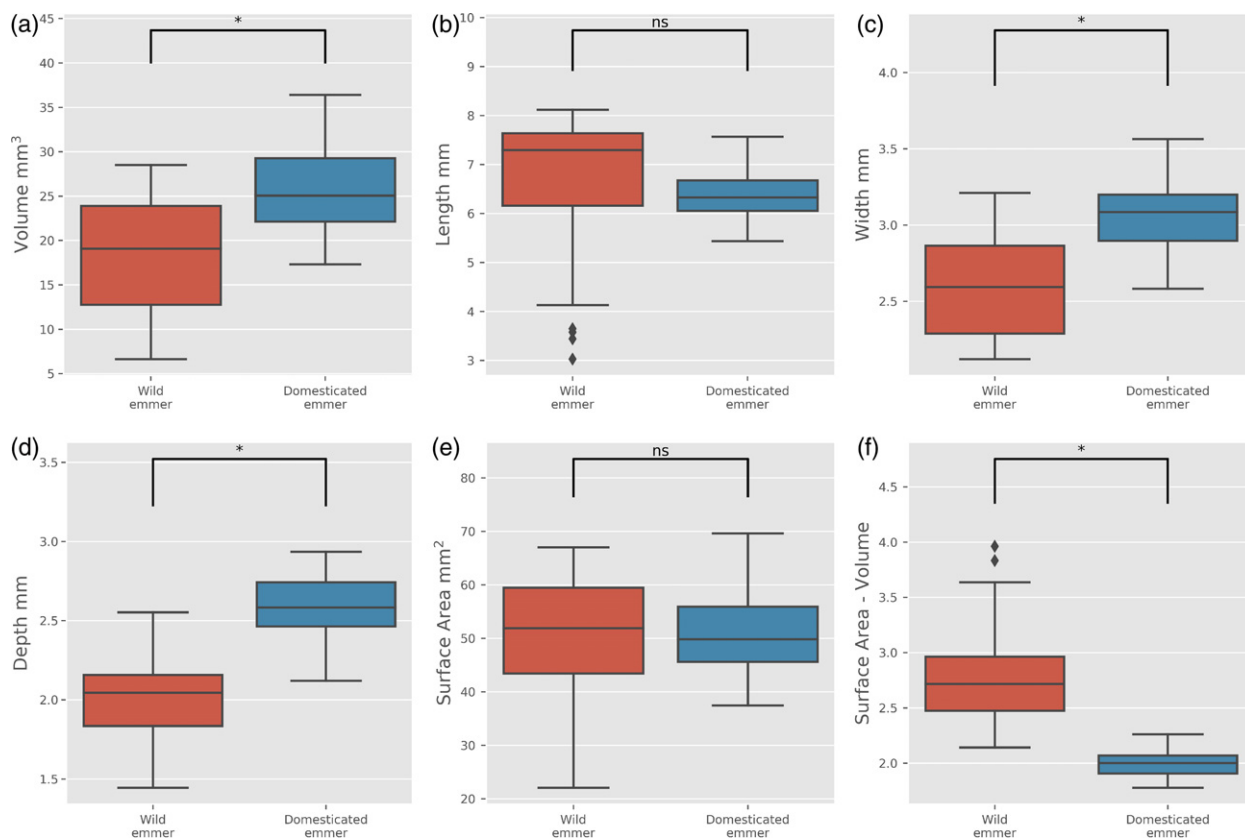 (a)
*
45
40
35
30
25
20
15
10
5
Volume mm³
Wild
emmer
Domesticated
emmer
(b)
ns
10
9
8
7
6
5
4
3
Length mm
Wild
emmer
Domesticated
emmer
(c)
*
4.0
3.5
3.0
2.5
Width mm
Wild
emmer
Domesticated
emmer
(d)
*
3.5
3.0
2.5
2.0
1.5
Depth mm
Wild
emmer
Domesticated
emmer
(e)
ns
80
70
60
50
40
30
20
Surface Area mm²
Wild
emmer
Domesticated
emmer
(f)
*
4.5
4.0
3.5
3.0
2.5
2.0
Surface Area - Volume
Wild
emmer
Domesticated
emmer